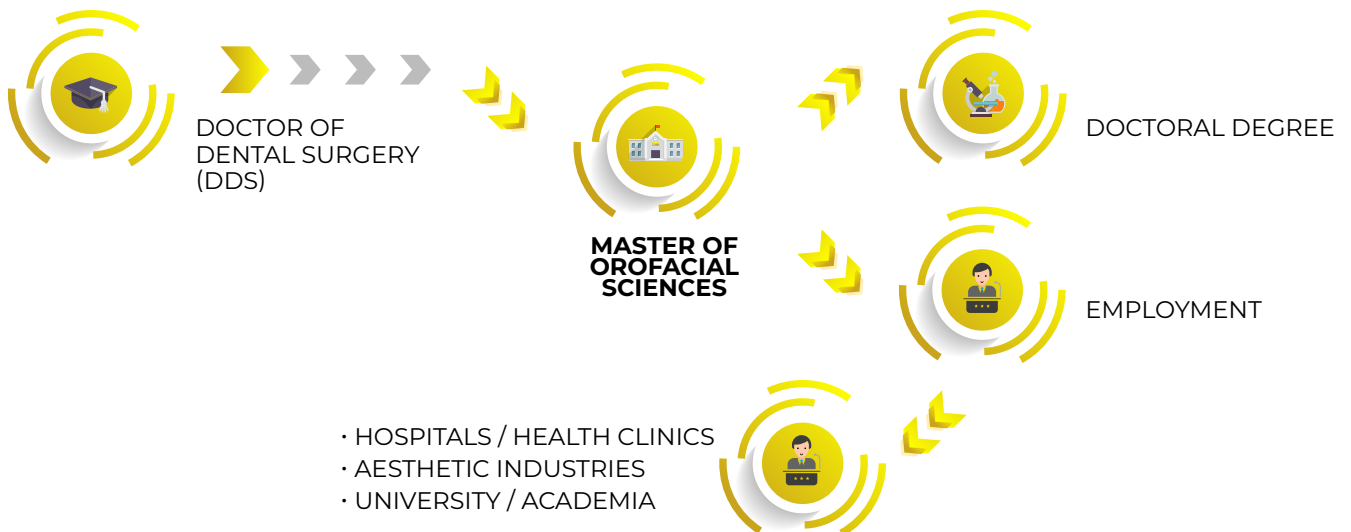 DOCTOR OF
DENTAL SURGERY
(DDS)
MASTER OF
OROFACIAL
SCIENCES
DOCTORAL DEGREE
EMPLOYMENT
· HOSPITALS / HEALTH CLINICS
· AESTHETIC INDUSTRIES
· UNIVERSITY / ACADEMIA